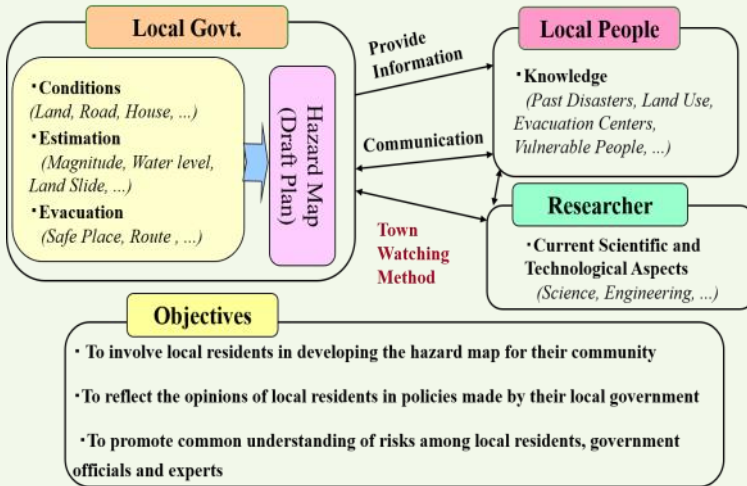 Local Govt.
・Conditions
(Land, Road, House, ...)
・Estimation
(Magnitude, Water level,
Land Slide, ...)
・Evacuation
(Safe Place, Route , ...)
Hazard Map
(Draft Plan)
Provide
Information
Communication
Town
Watching
Method
Local People
・Knowledge
(Past Disasters, Land Use,
Evacuation Centers,
Vulnerable People, ...)
Researcher
・Current Scientific and
Technological Aspects
(Science, Engineering, ...)
Objectives
・To involve local residents in developing the hazard map for their community
・To reflect the opinions of local residents in policies made by their local government
・To promote common understanding of risks among local residents, government
officials and experts